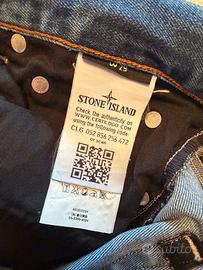 W 29
STONE ISLAND
Check the authenticity on
WWW.CERTILOGO.COM
using the following code
CLG 052 856 256 472
or scan
subito